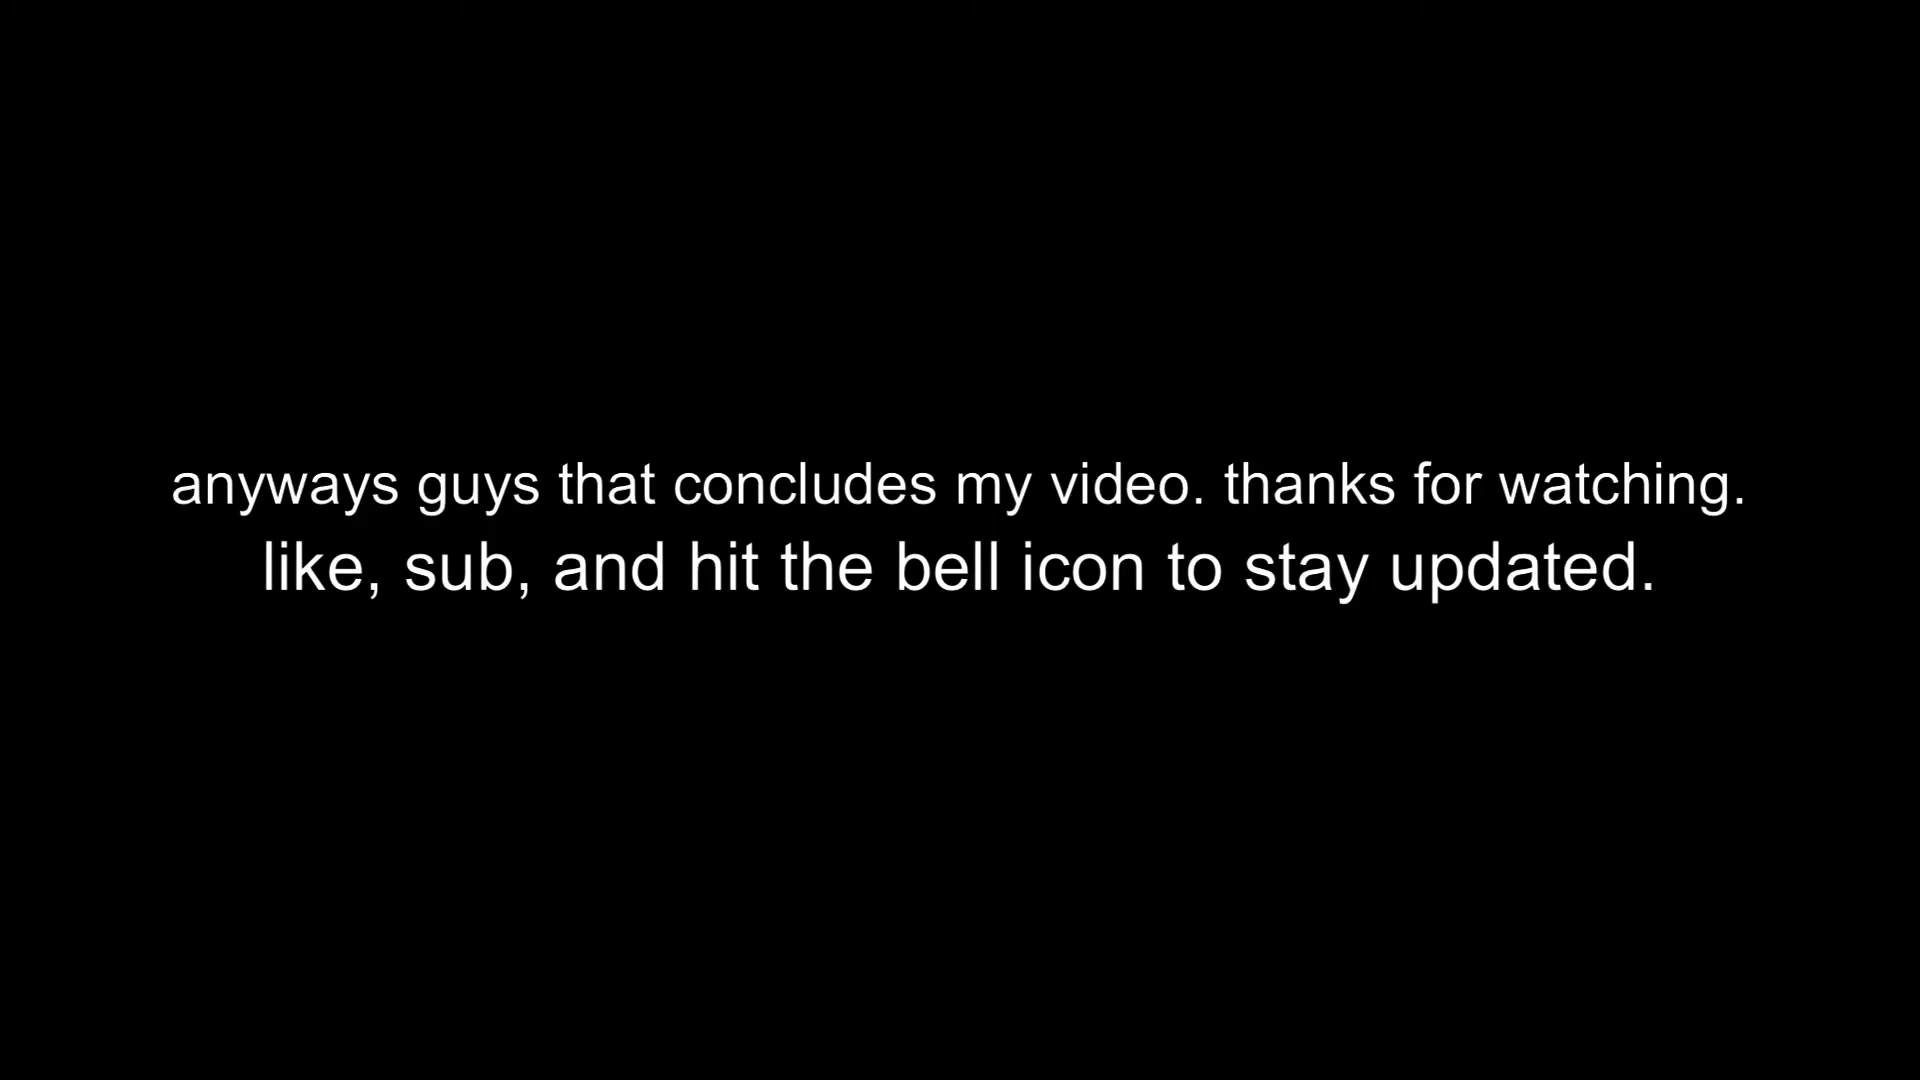 anyways guys that concludes my video. thanks for watching.
like, sub, and hit the bell icon to stay updated.